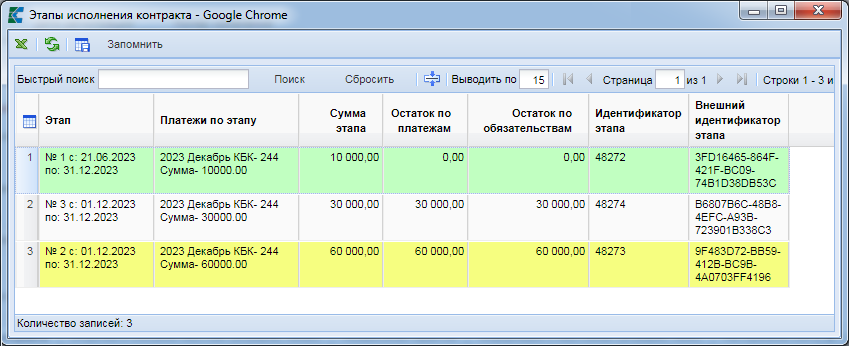 Этапы исполнения контракта - Google Chrome
Запомнить
Быстрый поиск Поиск Сбросить Выводить по 15 Страница 1 из 1 Строки 1 - 3 и
Этап Платежи по этапу Сумма этапа Остаток по платежам Остаток по обязательствам Идентификатор этапа Внешний идентификатор этапа
1 № 1 с: 21.06.2023 2023 Декабрь КБК- 244 10 000,00 0,00 0,00 48272 3FD16465-864F-
по: 31.12.2023 Сумма- 10000.00 421F-BC09-
74B1D38DB53C
2 № 3 с: 01.12.2023 2023 Декабрь КБК- 244 30 000,00 30 000,00 30 000,00 48274 B6807B6C-48B8-
по: 31.12.2023 Сумма- 30000.00 4EFC-A93B-
723901B338C3
3 № 2 с: 01.12.2023 2023 Декабрь КБК- 244 60 000,00 60 000,00 60 000,00 48273 9F483D72-BB59-
по: 31.12.2023 Сумма- 60000.00 412B-BC9B-
4A0703FF4196
Количество записей: 3